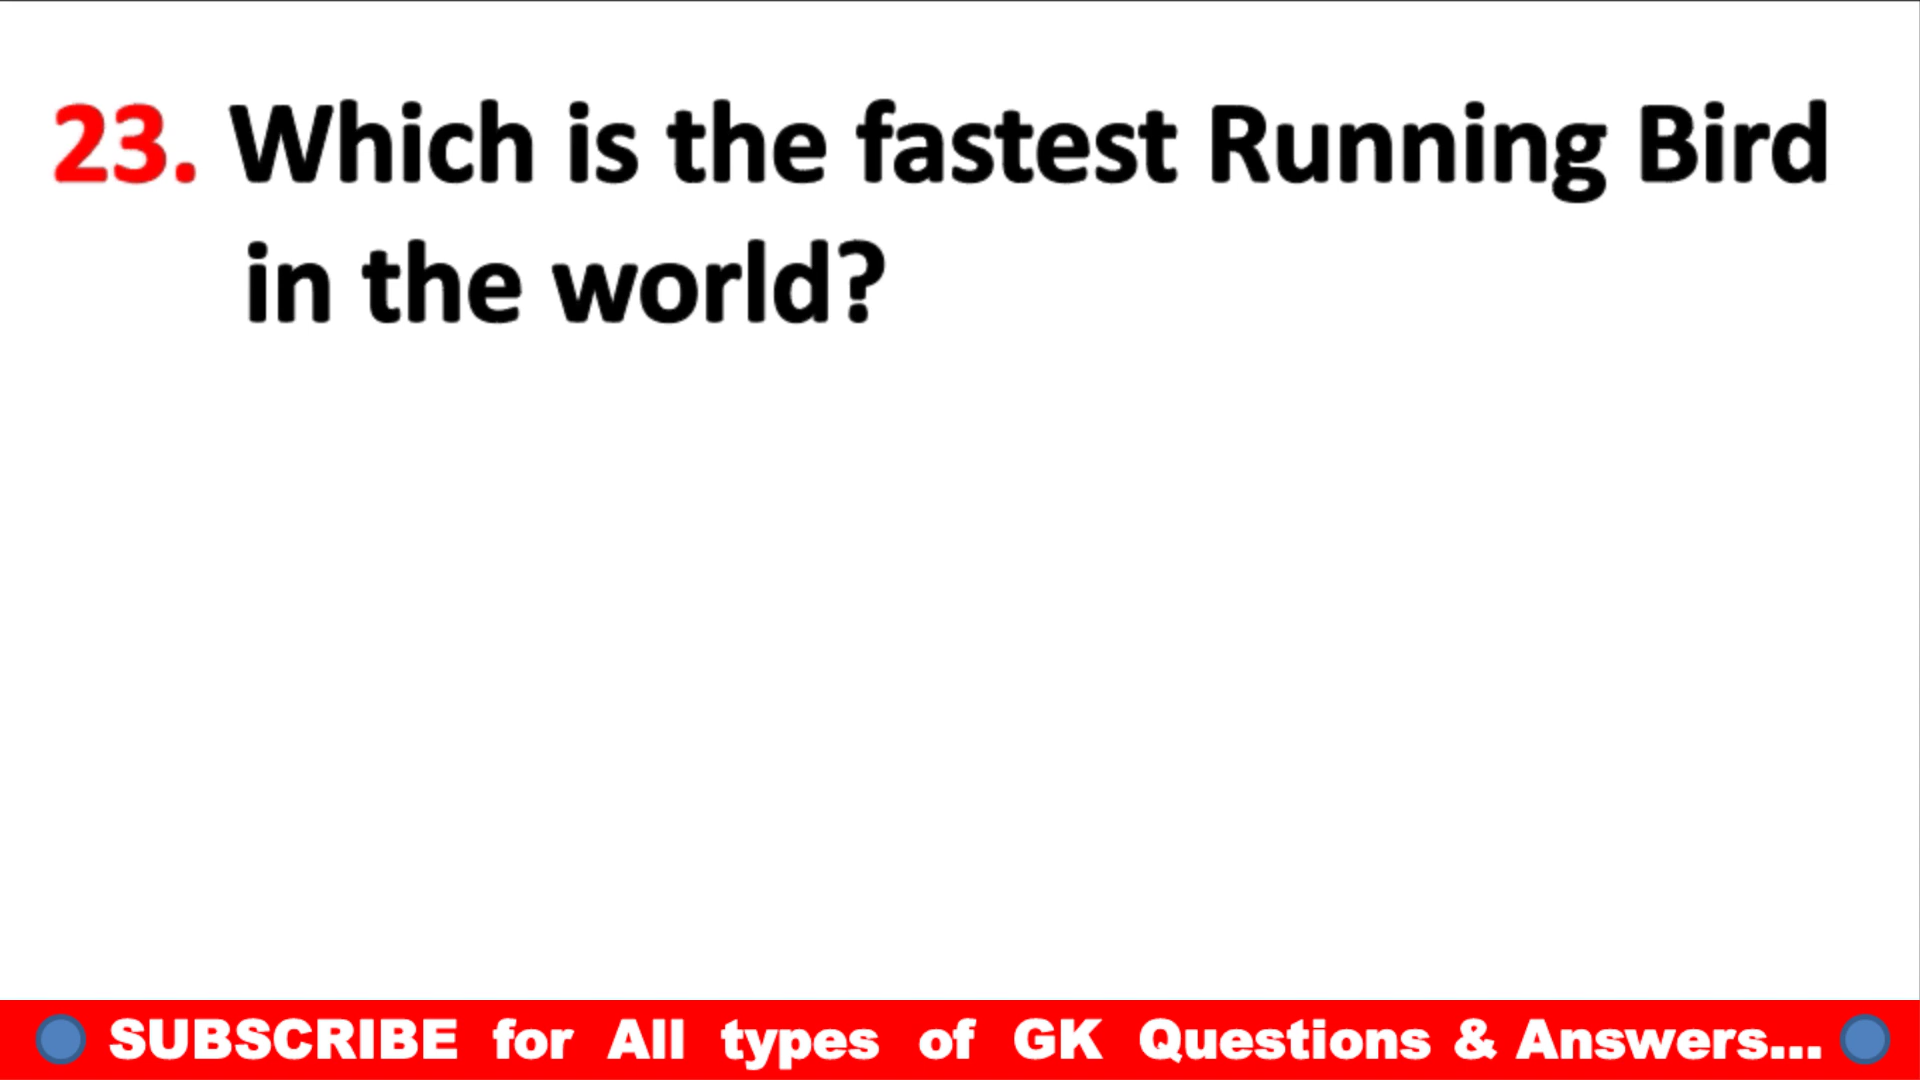 23. Which is the fastest Running Bird
in the world?
SUBSCRIBE for All types of GK Questions & Answers...